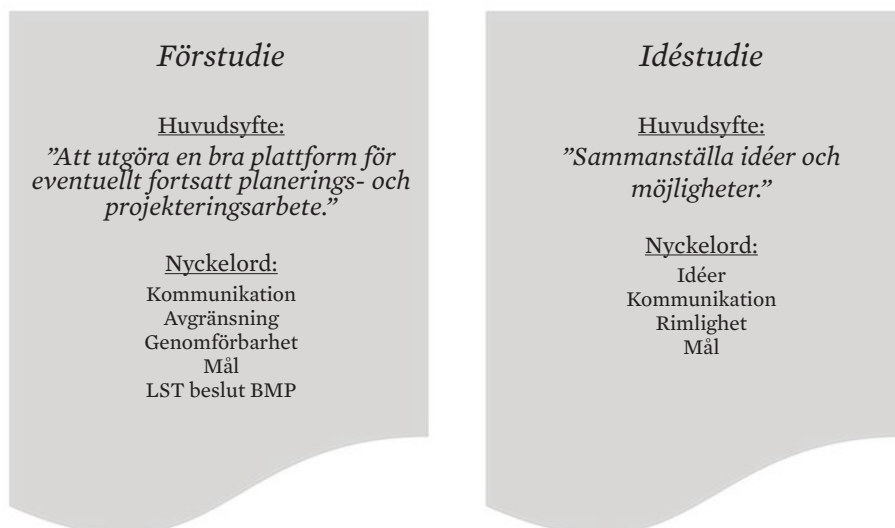 Förstudie
Huvudsyfte:
”Att utgöra en bra plattform för
eventuellt fortsatt planerings- och
projekteringsarbete.”
Nyckelord:
Kommunikation
Avgränsning
Genomförbarhet
Mål
LST beslut BMP
Idéstudie
Huvudsyfte:
”Sammanställa idéer och
möjligheter.”
Nyckelord:
Idéer
Kommunikation
Rimlighet
Mål